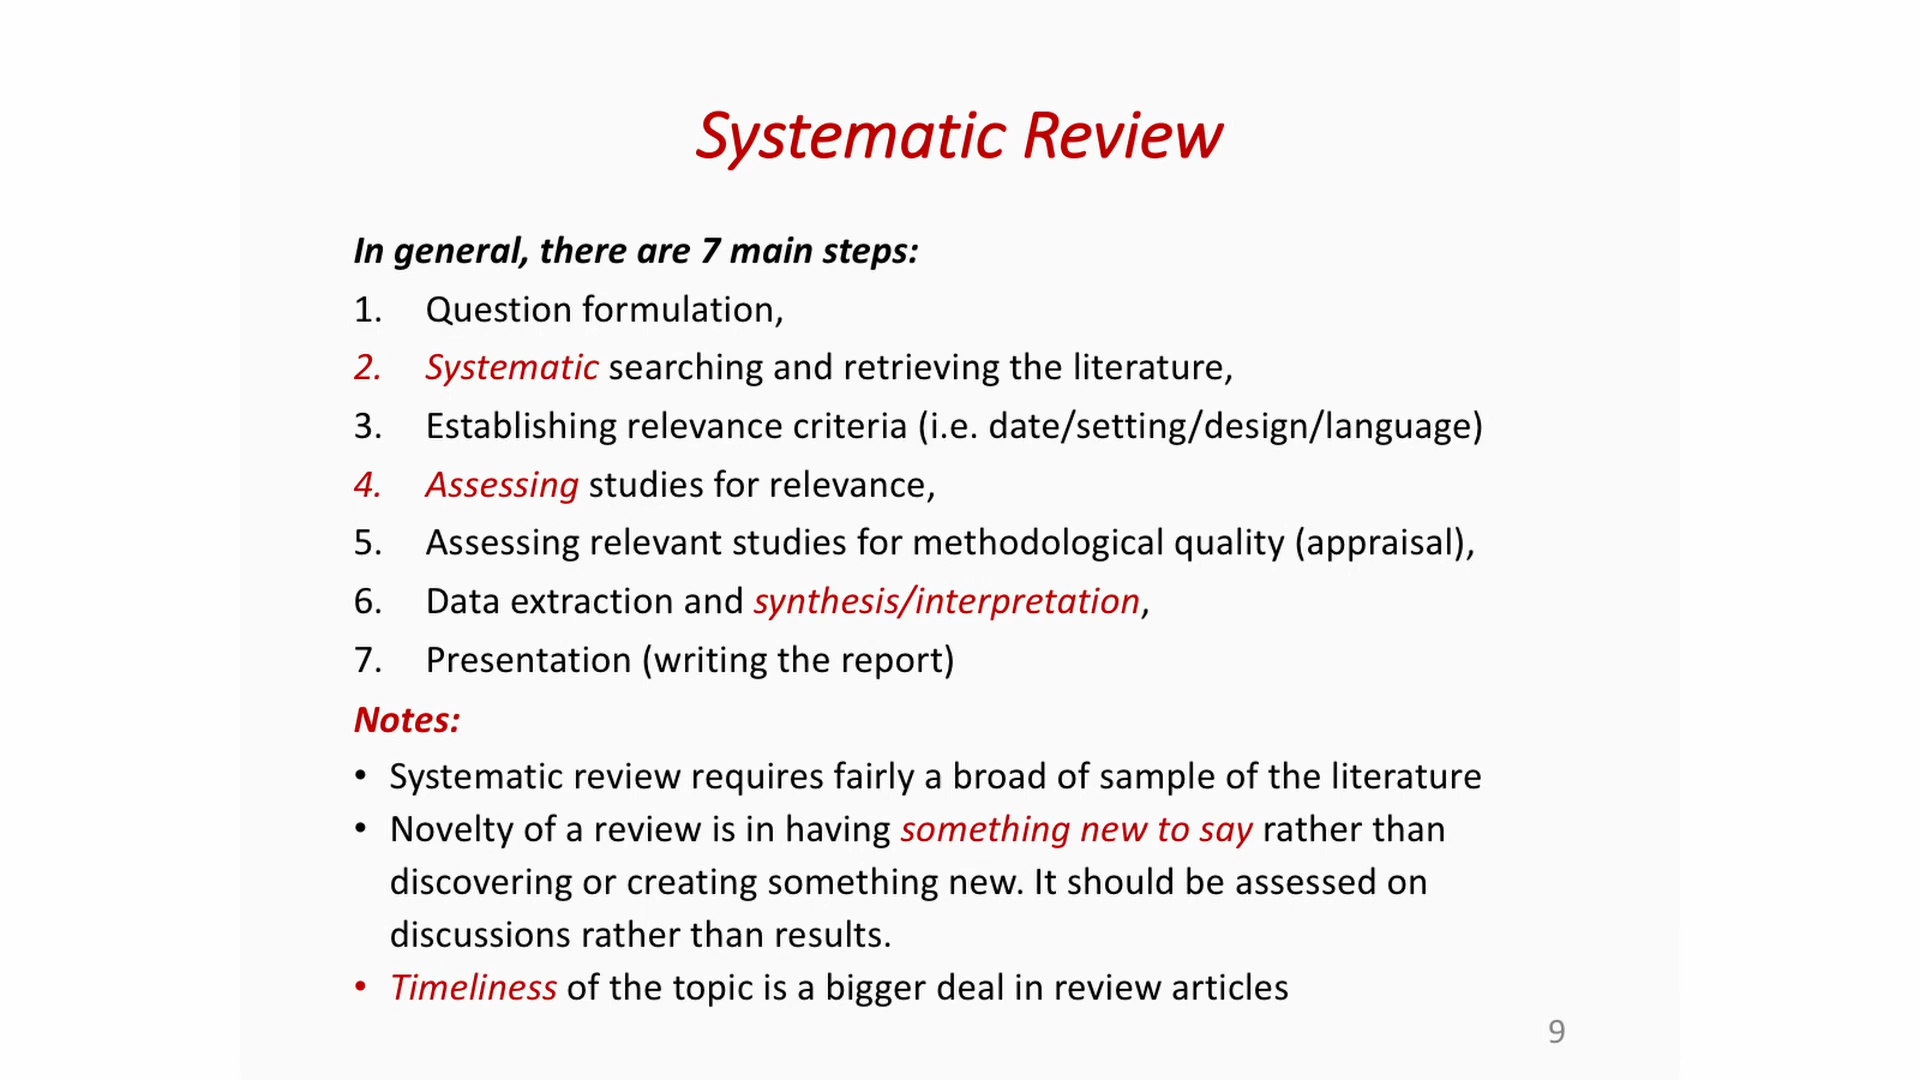 Systematic Review
In general, there are 7 main steps:
1. Question formulation,
2. Systematic searching and retrieving the literature,
3. Establishing relevance criteria (i.e. date/setting/design/language)
4. Assessing studies for relevance,
5. Assessing relevant studies for methodological quality (appraisal),
6. Data extraction and synthesis/interpretation,
7. Presentation (writing the report)
Notes:
• Systematic review requires fairly a broad of sample of the literature
• Novelty of a review is in having something new to say rather than
discovering or creating something new. It should be assessed on
discussions rather than results.
• Timeliness of the topic is a bigger deal in review articles
9